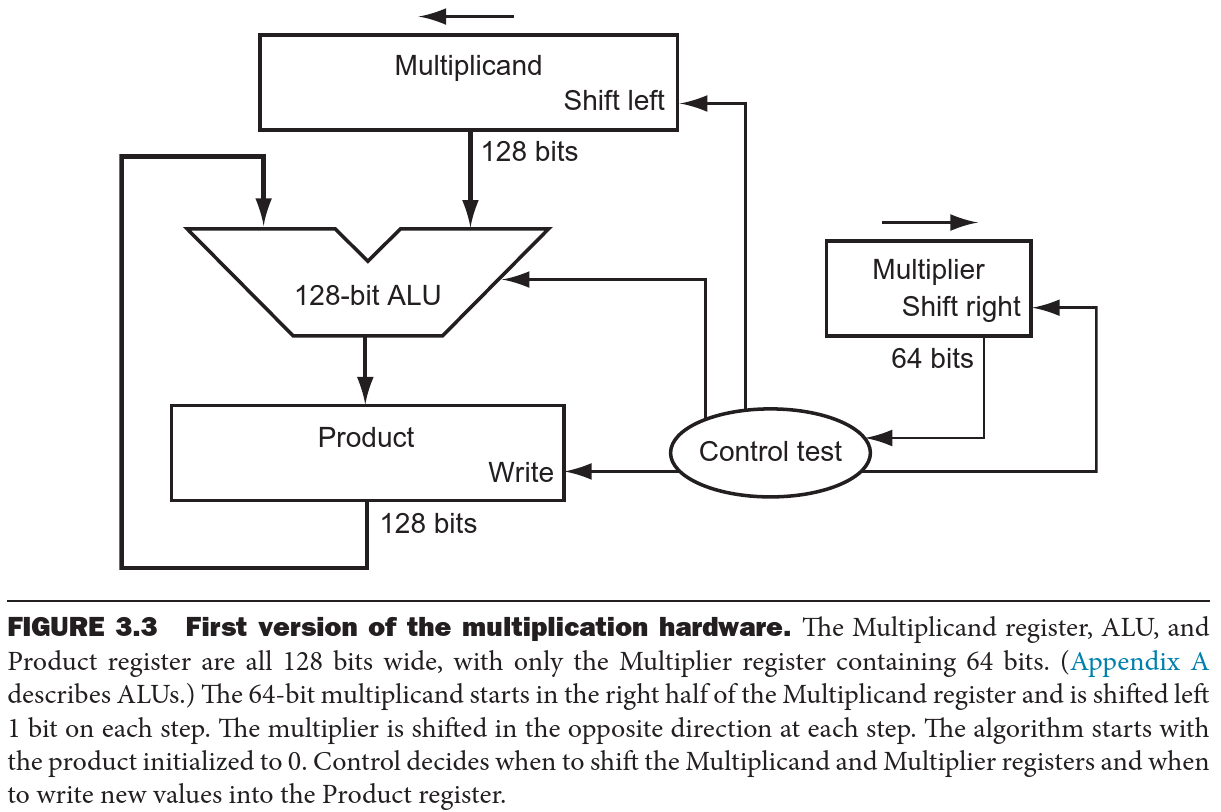 Multiplicand
Shift left
128 bits
Multiplier
Shift right
128-bit ALU
64 bits
Product
Control test
Write
128 bits
FIGURE 3.3 First version of the multiplication hardware. The Multiplicand register, ALU, and
Product register are all 128 bits wide, with only the Multiplier register containing 64 bits. (Appendix A
describes ALUs.) The 64-bit multiplicand starts in the right half of the Multiplicand register and is shifted left
1 bit on each step. The multiplier is shifted in the opposite direction at each step. The algorithm starts with
the product initialized to 0. Control decides when to shift the Multiplicand and Multiplier registers and when
to write new values into the Product register.